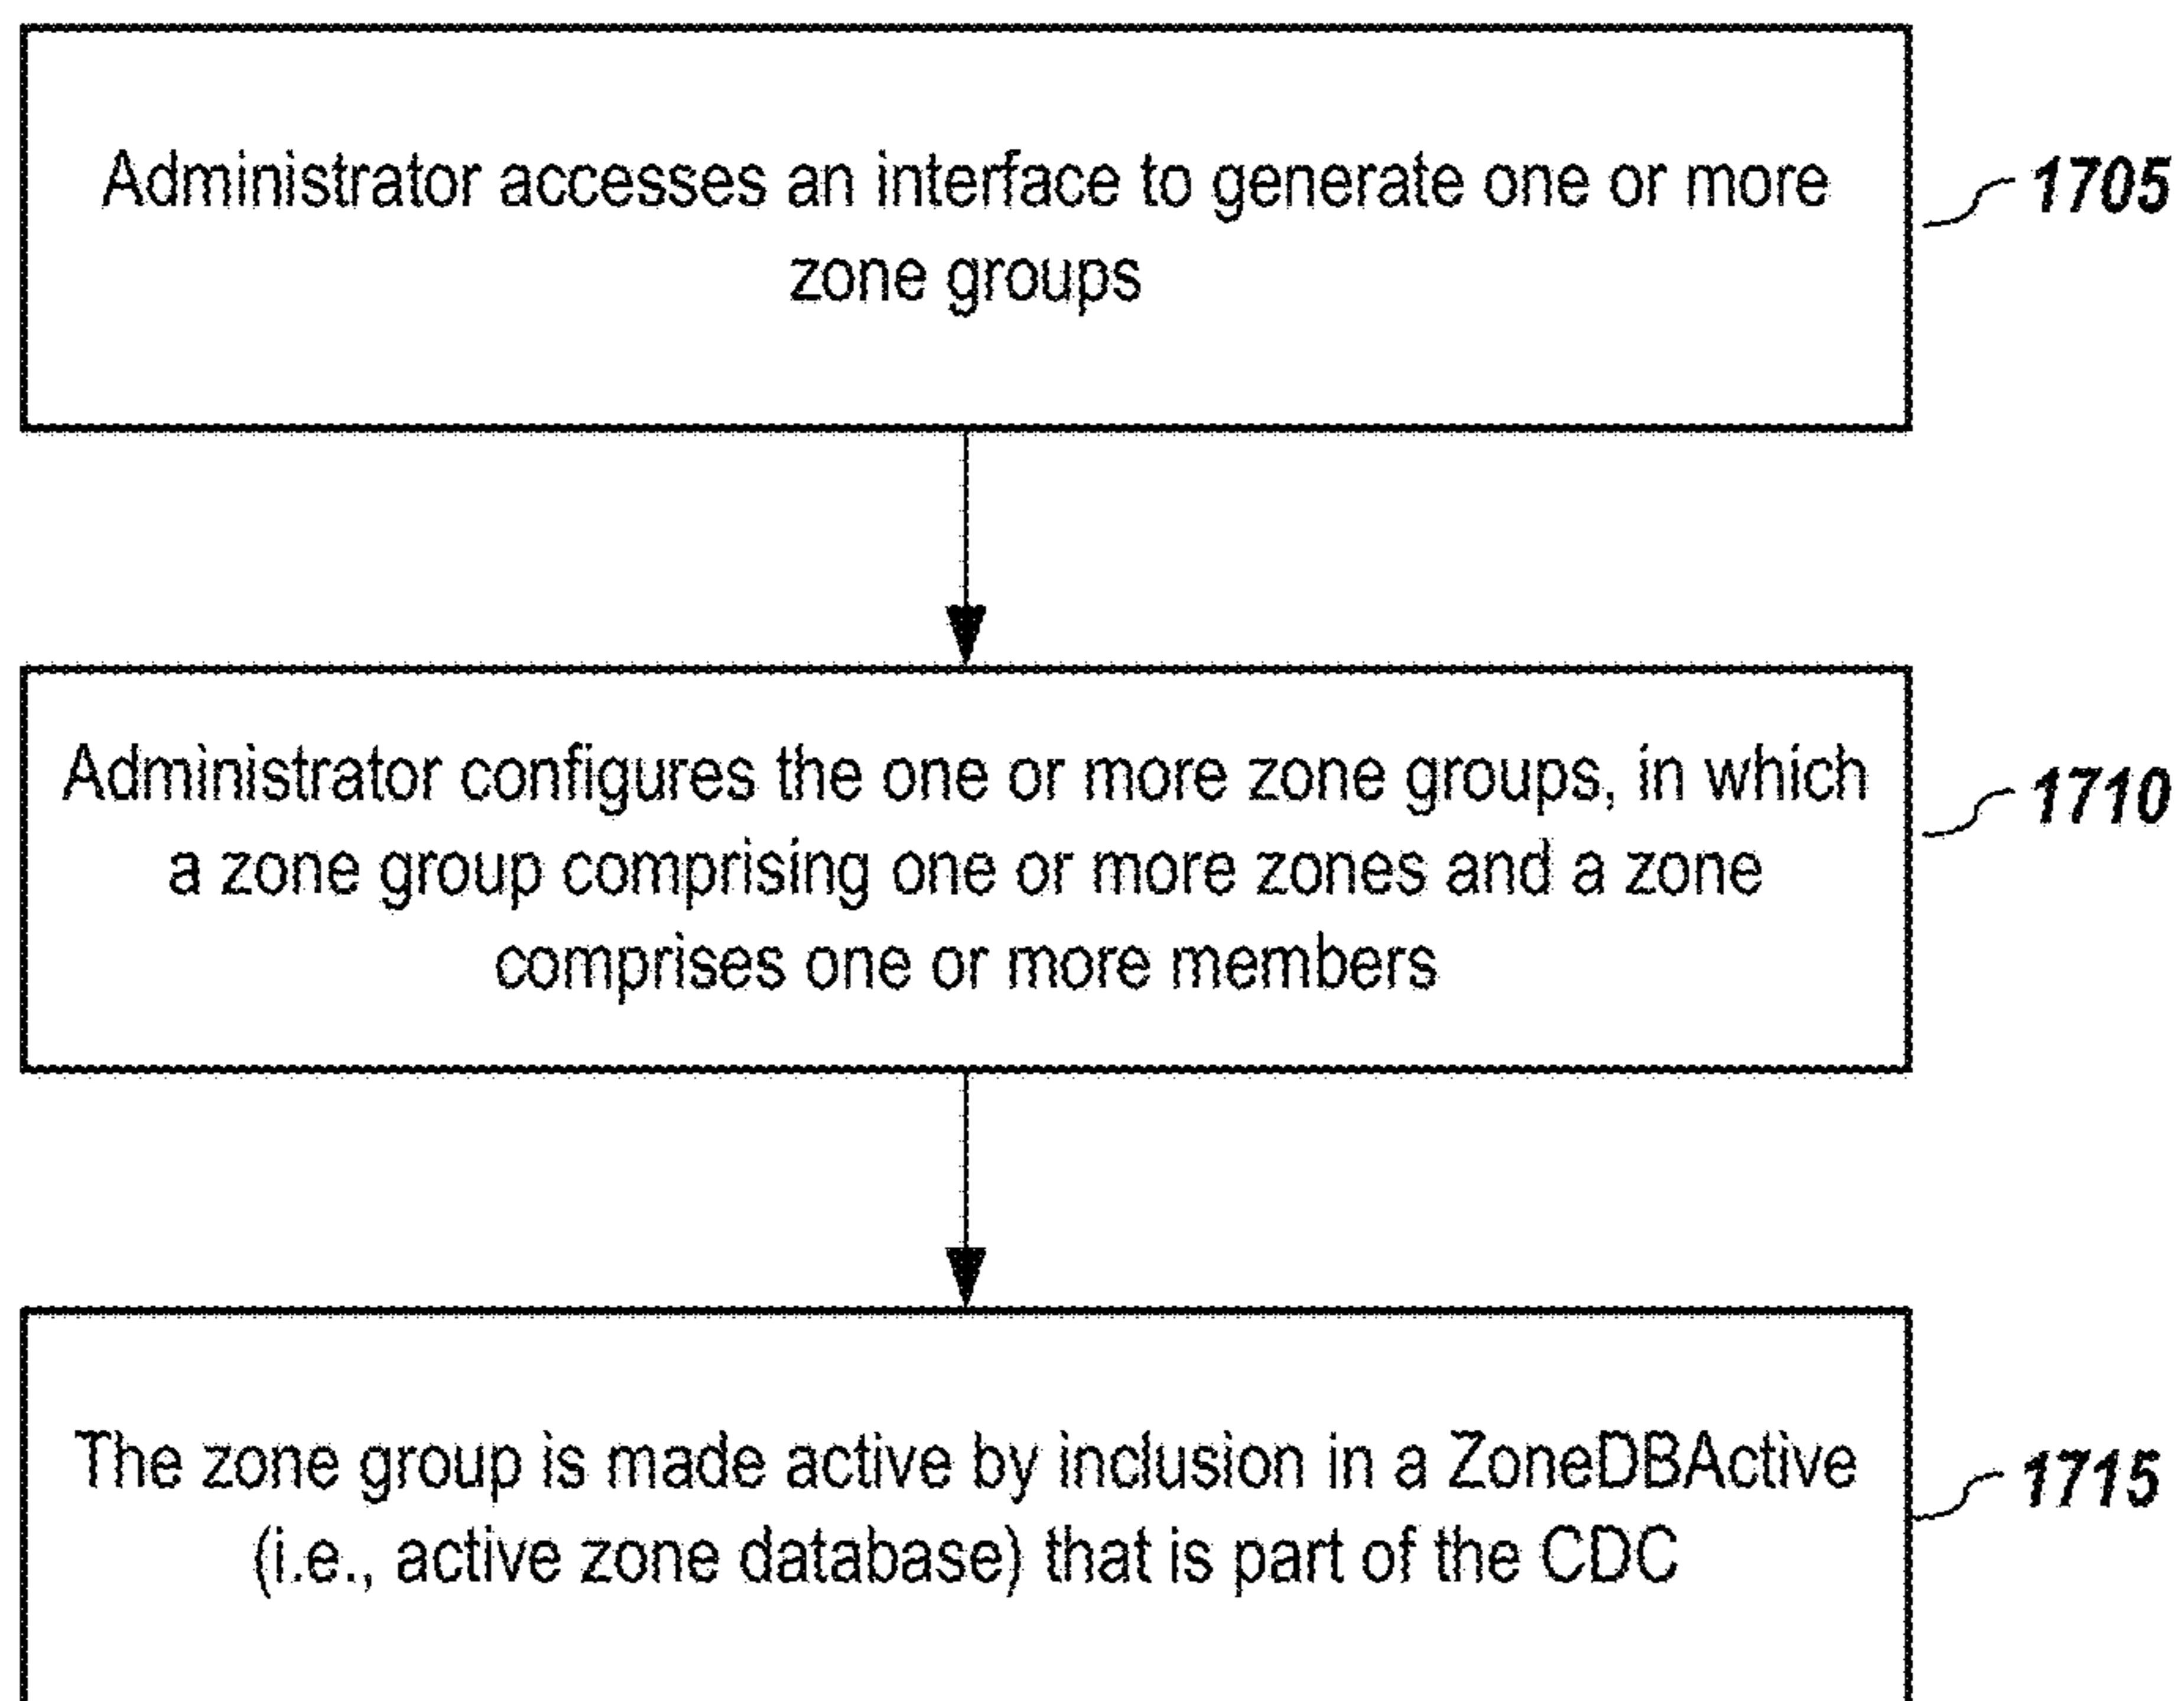 Administrator accesses an interface to generate one or more
zone groups
1705
Administrator configures the one or more zone groups, in which
a zone group comprising one or more zones and a zone
comprises one or more members
1710
The zone group is made active by inclusion in a ZoneDBActive
(i.e., active zone database) that is part of the CDC
1715